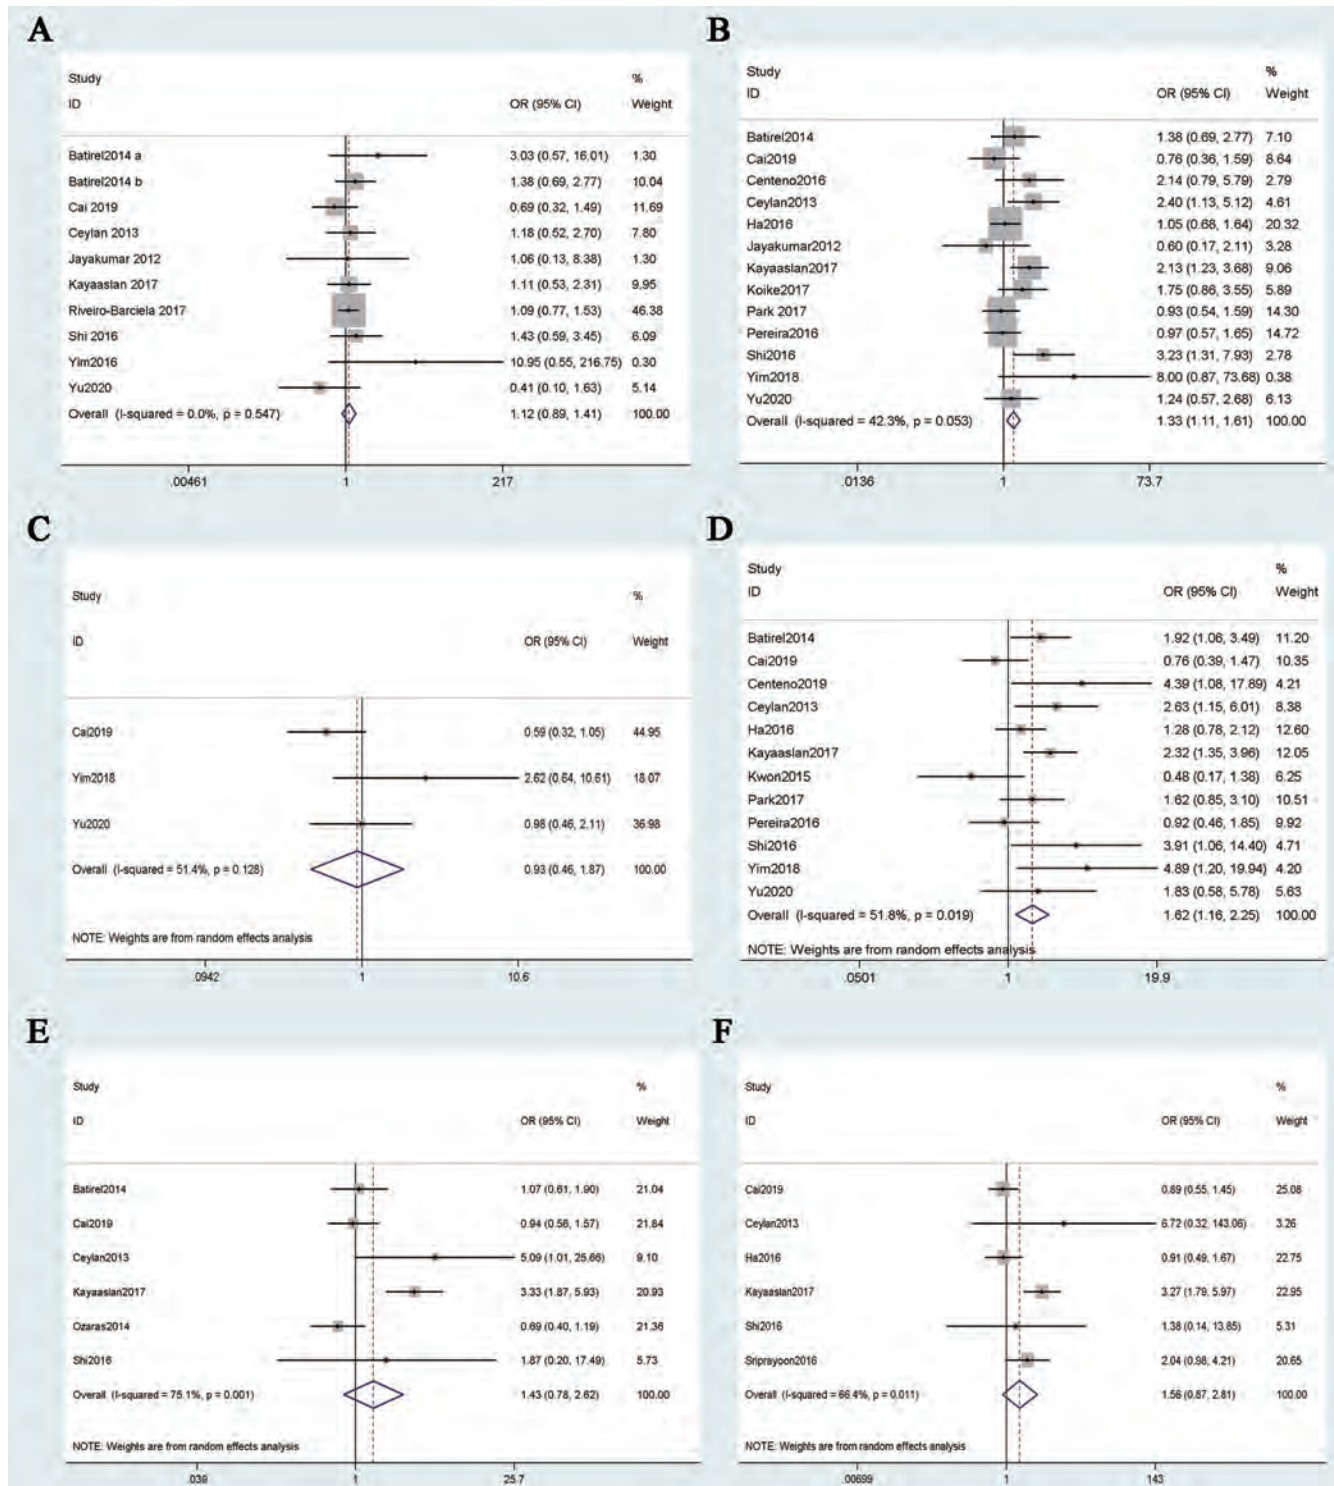 A
Study %
ID OR (95% CI) Weight
Batirel2014 a 3.03 (0.57, 16.01) 1.30
Batirel2014 b 1.38 (0.69, 2.77) 10.04
Cai 2019 0.69 (0.32, 1.49) 11.69
Ceylan 2013 1.18 (0.52, 2.70) 7.80
Jayakumar 2012 1.06 (0.13, 8.38) 1.30
Kayaaslan 2017 1.11 (0.53, 2.31) 9.95
Riveiro-Barciela 2017 1.09 (0.77, 1.53) 46.38
Shi 2016 1.43 (0.59, 3.45) 6.09
Yim2016 10.95 (0.55, 216.75) 0.30
Yu2020 0.41 (0.10, 1.63) 5.14
Overall (I-squared = 0.0%, p = 0.547) 1.12 (0.89, 1.41) 100.00
.00461 1 217
B
Study %
ID OR (95% CI) Weight
Batirel2014 1.38 (0.69, 2.77) 7.10
Cai2019 0.76 (0.36, 1.59) 8.64
Centeno2016 2.14 (0.79, 5.79) 2.79
Ceylan2013 2.40 (1.13, 5.12) 4.61
Ha2016 1.05 (0.68, 1.64) 20.32
Jayakumar2012 0.60 (0.17, 2.11) 3.28
Kayaaslan2017 2.13 (1.23, 3.68) 9.06
Koike2017 1.75 (0.86, 3.55) 5.89
Park 2017 0.93 (0.54, 1.59) 14.30
Pereira2016 0.97 (0.57, 1.65) 14.72
Shi2016 3.23 (1.31, 7.93) 2.78
Yim2018 8.00 (0.87, 73.68) 0.38
Yu2020 1.24 (0.57, 2.68) 6.13
Overall (I-squared = 42.3%, p = 0.053) 1.33 (1.11, 1.61) 100.00
.0136 1 73.7
C
Study %
ID OR (95% CI) Weight
Cai2019 0.59 (0.32, 1.05) 44.95
Yim2018 2.62 (0.64, 10.61) 18.07
Yu2020 0.98 (0.46, 2.11) 36.98
Overall (I-squared = 51.4%, p = 0.128) 0.93 (0.46, 1.87) 100.00
NOTE: Weights are from random effects analysis
.0942 1 10.6
D
Study %
ID OR (95% CI) Weight
Batirel2014 1.92 (1.06, 3.49) 11.20
Cai2019 0.76 (0.39, 1.47) 10.35
Centeno2019 4.39 (1.08, 17.89) 4.21
Ceylan2013 2.63 (1.15, 6.01) 8.38
Ha2016 1.28 (0.78, 2.12) 12.60
Kayaaslan2017 2.32 (1.35, 3.96) 12.05
Kwon2015 0.48 (0.17, 1.38) 6.25
Park2017 1.62 (0.85, 3.10) 10.51
Pereira2016 0.92 (0.46, 1.85) 9.92
Shi2016 3.91 (1.06, 14.40) 4.71
Yim2018 4.89 (1.20, 19.94) 4.20
Yu2020 1.83 (0.58, 5.78) 5.63
Overall (I-squared = 51.8%, p = 0.019) 1.62 (1.16, 2.25) 100.00
NOTE: Weights are from random effects analysis
.0501 1 19.9
E
Study %
ID OR (95% CI) Weight
Batirel2014 1.07 (0.61, 1.90) 21.04
Cai2019 0.94 (0.56, 1.57) 21.84
Ceylan2013 5.09 (1.01, 25.66) 9.10
Kayaaslan2017 3.33 (1.87, 5.93) 20.93
Ozaras2014 0.69 (0.40, 1.19) 21.36
Shi2016 1.87 (0.20, 17.49) 5.73
Overall (I-squared = 75.1%, p = 0.001) 1.43 (0.78, 2.62) 100.00
NOTE: Weights are from random effects analysis
.039 1 25.7
F
Study %
ID OR (95% CI) Weight
Cai2019 0.89 (0.55, 1.45) 25.08
Ceylan2013 6.72 (0.32, 143.06) 3.26
Ha2016 0.91 (0.49, 1.67) 22.75
Kayaaslan2017 3.27 (1.79, 5.97) 22.95
Shi2016 1.38 (0.14, 13.85) 5.31
Sriprayoon2016 2.04 (0.98, 4.21) 20.65
Overall (I-squared = 66.4%, p = 0.011) 1.56 (0.87, 2.81) 100.00
NOTE: Weights are from random effects analysis
.00699 1 143